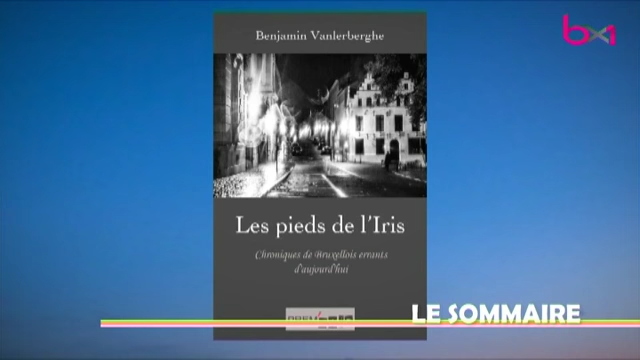 Benjamin Vanlerberghe
bx1
Les pieds de l'Iris
Chroniques de Bruxellois errants
d'aujourd'hui
LE SOMMAIRE